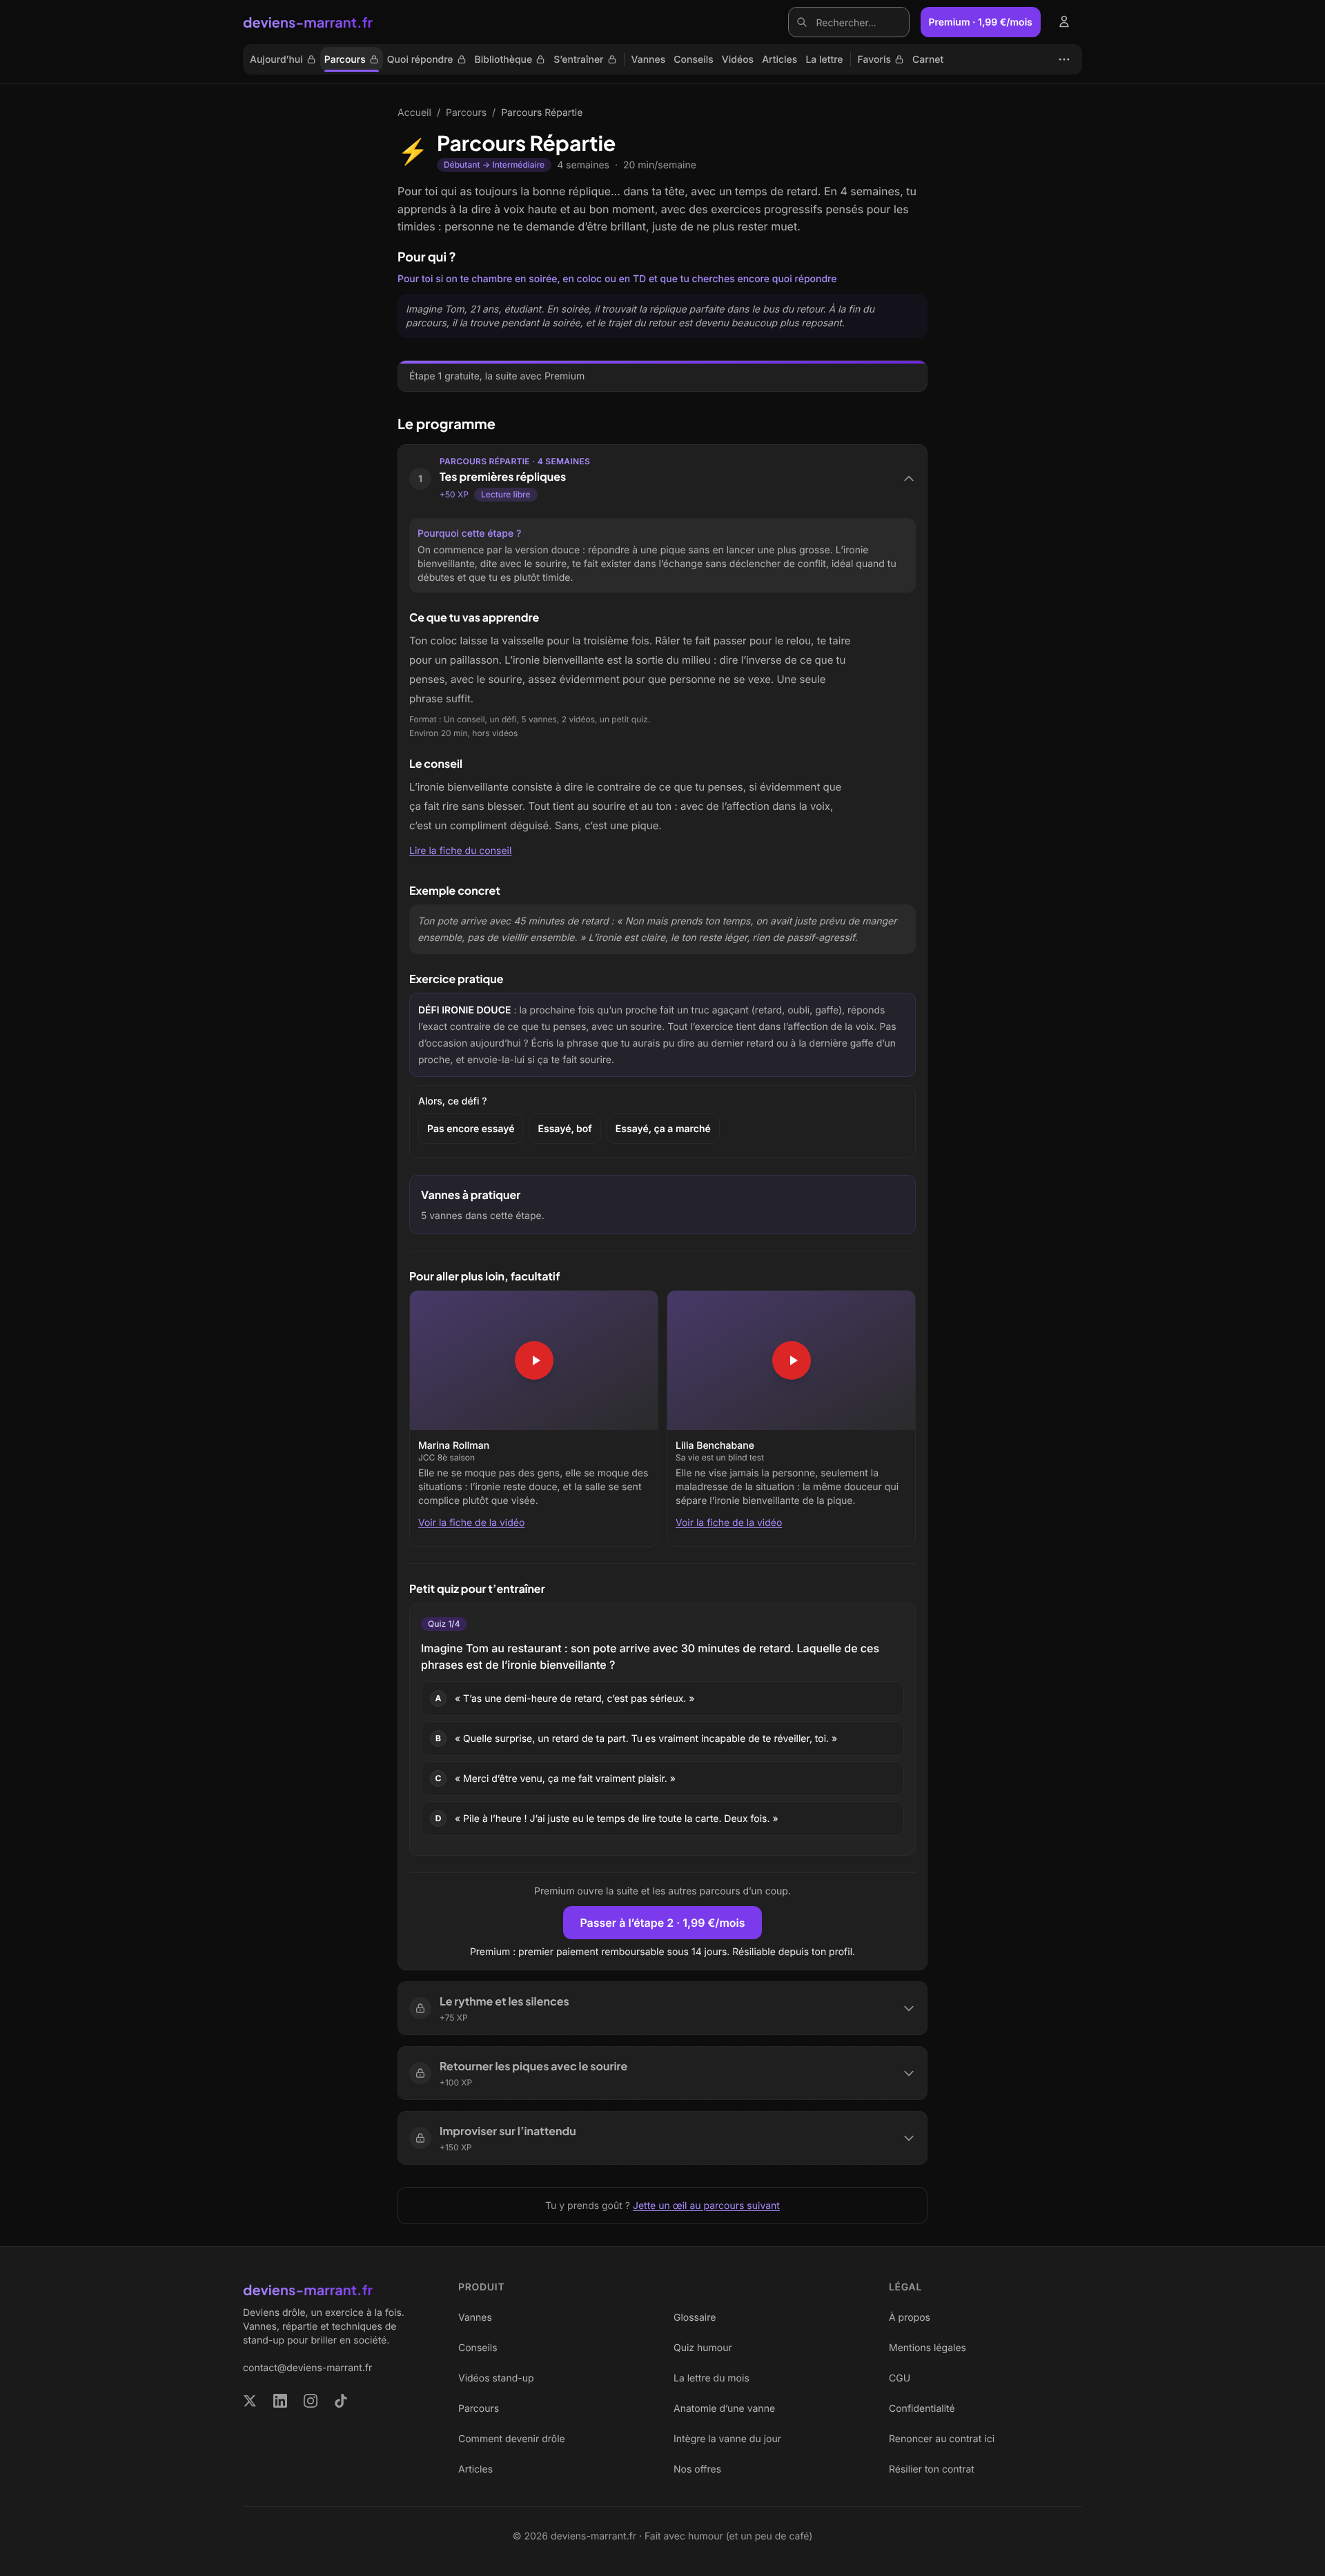 deviens-marrant.fr
Rechercher...
Premium · 1,99 €/mois
Aujourd'hui
Parcours
Quoi répondre
Bibliothèque
S'entraîner
Vannes
Conseils
Vidéos
Articles
La lettre
Favoris
Carnet
Accueil / Parcours / Parcours Répartie
Parcours Répartie
Débutant → Intermédiaire 4 semaines · 20 min/semaine
Pour toi qui as toujours la bonne réplique… dans ta tête, avec un temps de retard. En 4 semaines, tu
apprends à la dire à voix haute et au bon moment, avec des exercices progressifs pensés pour les
timides : personne ne te demande d'être brillant, juste de ne plus rester muet.
Pour qui ?
Pour toi si on te chambre en soirée, en coloc ou en TD et que tu cherches encore quoi répondre
Imagine Tom, 21 ans, étudiant. En soirée, il trouvait la réplique parfaite dans le bus du retour. À la fin du
parcours, il la trouve pendant la soirée, et le trajet du retour est devenu beaucoup plus reposant.
Étape 1 gratuite, la suite avec Premium
Le programme
PARCOURS RÉPARTIE · 4 SEMAINES
1
Tes premières répliques
+50 XP Lecture libre
Pourquoi cette étape ?
On commence par la version douce : répondre à une pique sans en lancer une plus grosse. L'ironie
bienveillante, dite avec le sourire, te fait exister dans l'échange sans déclencher de conflit, idéal quand tu
débutes et que tu es plutôt timide.
Ce que tu vas apprendre
Ton coloc laisse la vaisselle pour la troisième fois. Râler te fait passer pour le relou, te taire
pour un paillasson. L'ironie bienveillante est la sortie du milieu : dire l'inverse de ce que tu
penses, avec le sourire, assez évidemment pour que personne ne se vexe. Une seule
phrase suffit.
Format : Un conseil, un défi, 5 vannes, 2 vidéos, un petit quiz.
Environ 20 min, hors vidéos
Le conseil
L'ironie bienveillante consiste à dire le contraire de ce que tu penses, si évidemment que
ça fait rire sans blesser. Tout tient au sourire et au ton : avec de l'affection dans la voix,
c'est un compliment déguisé. Sans, c'est une pique.
Lire la fiche du conseil
Exemple concret
Ton pote arrive avec 45 minutes de retard : « Non mais prends ton temps, on avait juste prévu de manger
ensemble, pas de vieillir ensemble. » L'ironie est claire, le ton reste léger, rien de passif-agressif.
Exercice pratique
DÉFI IRONIE DOUCE : la prochaine fois qu'un proche fait un truc agaçant (retard, oubli, gaffe), réponds
l'exact contraire de ce que tu penses, avec un sourire. Tout l'exercice tient dans l'affection de la voix. Pas
d'occasion aujourd'hui ? Écris la phrase que tu aurais pu dire au dernier retard ou à la dernière gaffe d'un
proche, et envoie-la-lui si ça te fait sourire.
Alors, ce défi ?
Pas encore essayé
Essayé, bof
Essayé, ça a marché
Vannes à pratiquer
5 vannes dans cette étape.
Pour aller plus loin, facultatif
Marina Rollman
JCC 8è saison
Elle ne se moque pas des gens, elle se moque des
situations : l'ironie reste douce, et la salle se sent
complice plutôt que visée.
Voir la fiche de la vidéo
Lilia Benchabane
Sa vie est un blind test
Elle ne vise jamais la personne, seulement la
maladresse de la situation : la même douceur qui
sépare l'ironie bienveillante de la pique.
Voir la fiche de la vidéo
Petit quiz pour t'entraîner
Quiz 1/4
Imagine Tom au restaurant : son pote arrive avec 30 minutes de retard. Laquelle de ces
phrases est de l'ironie bienveillante ?
A « T'as une demi-heure de retard, c'est pas sérieux. »
B « Quelle surprise, un retard de ta part. Tu es vraiment incapable de te réveiller, toi. »
C « Merci d'être venu, ça me fait vraiment plaisir. »
D « Pile à l'heure ! J'ai juste eu le temps de lire toute la carte. Deux fois. »
Premium ouvre la suite et les autres parcours d'un coup.
Passer à l'étape 2 · 1,99 €/mois
Premium : premier paiement remboursable sous 14 jours. Résiliable depuis ton profil.
Le rythme et les silences
+75 XP
Retourner les piques avec le sourire
+100 XP
Improviser sur l'inattendu
+150 XP
Tu y prends goût ? Jette un œil au parcours suivant
deviens-marrant.fr
Deviens drôle, un exercice à la fois.
Vannes, répartie et techniques de
stand-up pour briller en société.
contact@deviens-marrant.fr
PRODUIT
Vannes
Conseils
Vidéos stand-up
Parcours
Comment devenir drôle
Articles
Glossaire
Quiz humour
La lettre du mois
Anatomie d'une vanne
Intègre la vanne du jour
Nos offres
LÉGAL
À propos
Mentions légales
CGU
Confidentialité
Renoncer au contrat ici
Résilier ton contrat
© 2026 deviens-marrant.fr · Fait avec humour (et un peu de café)